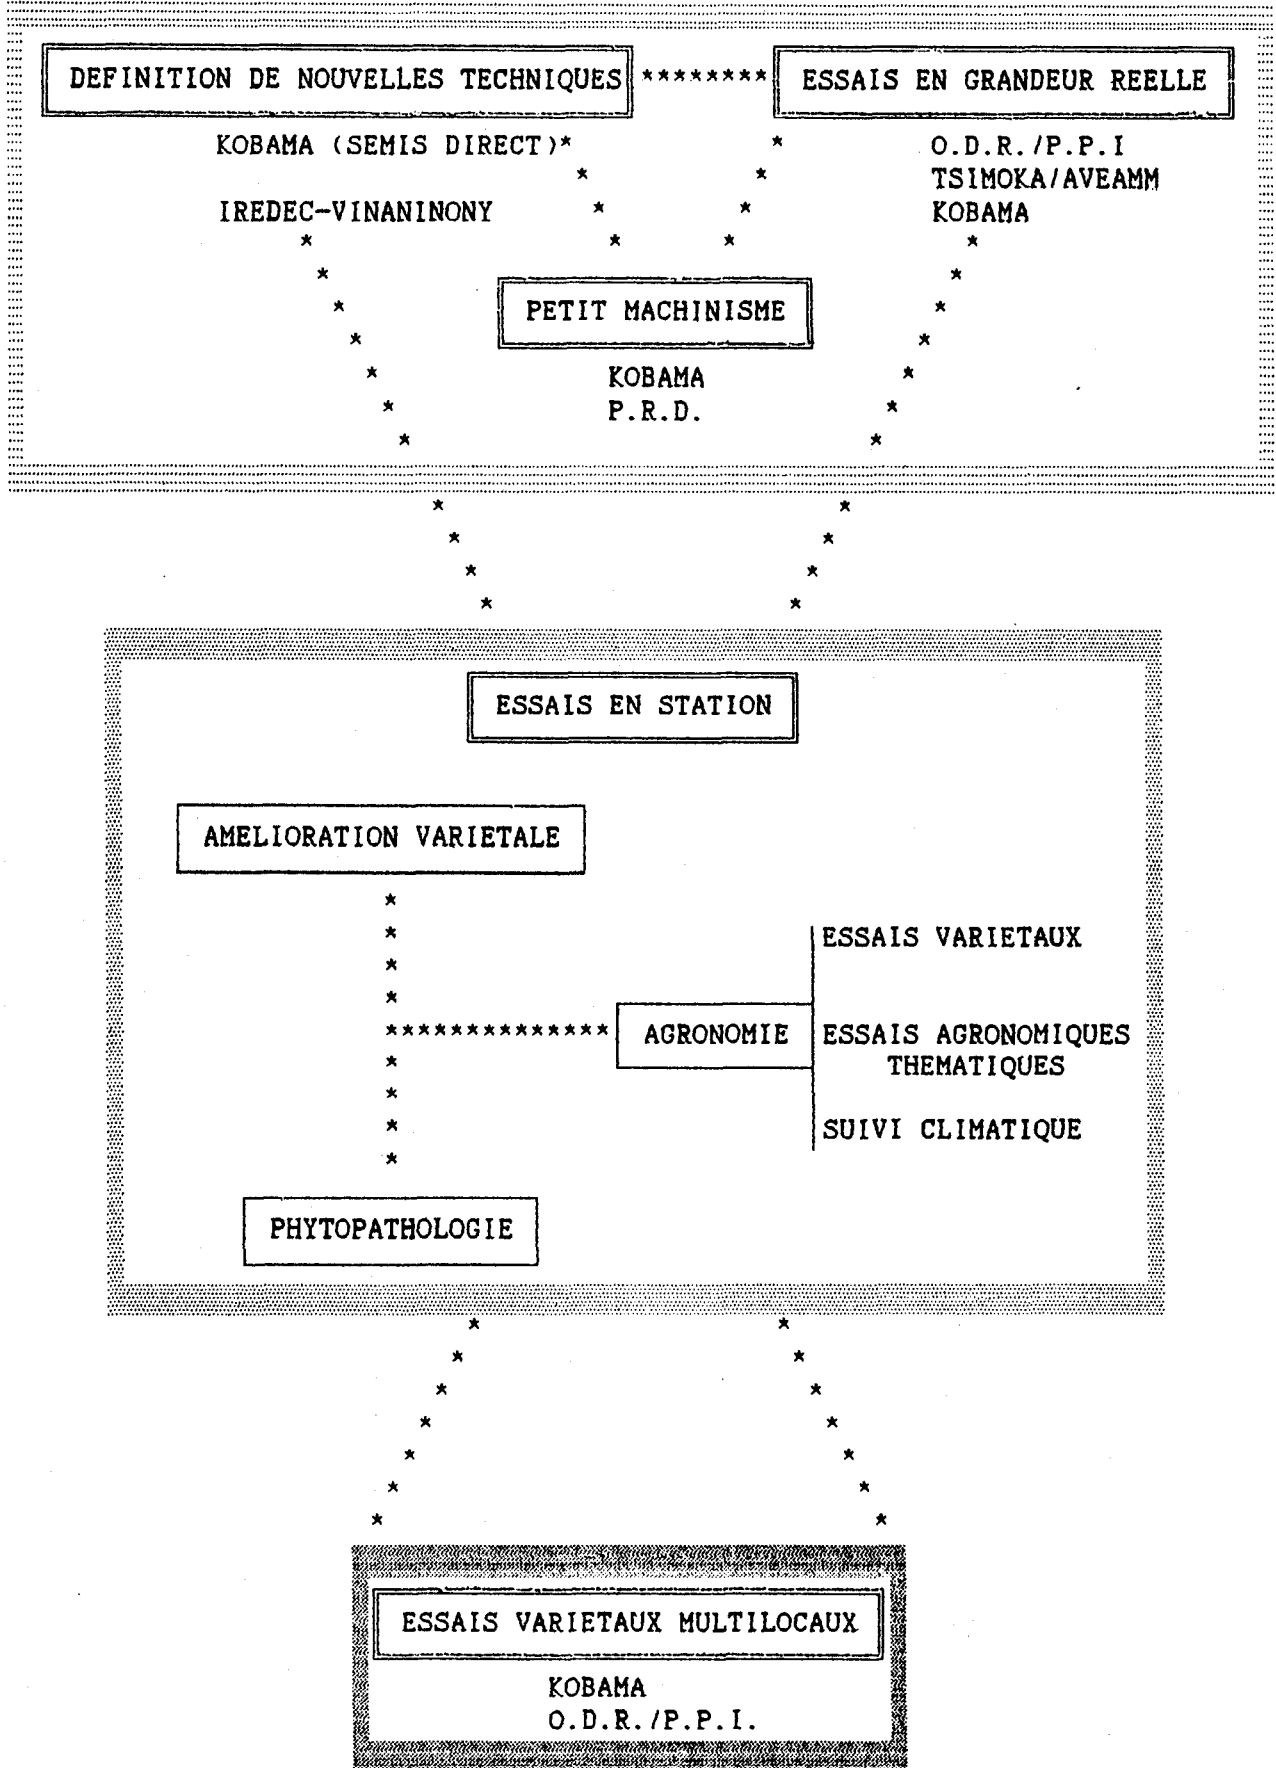 DEFINITION DE NOUVELLES TECHNIQUES ******** ESSAIS EN GRANDEUR REELLE
KOBAMA (SEMIS DIRECT)* * O.D.R./P.P.I
TSIMOKA/AVEAMM
IREDEC-VINANINONY
KOBAMA
PETIT MACHINISME
KOBAMA
P.R.D.
ESSAIS EN STATION
AMELIORATION VARIETALE
ESSAIS VARIETAUX
************** AGRONOMIE ESSAIS AGRONOMIQUES
THEMATIQUES
SUIVI CLIMATIQUE
PHYTOPATHOLOGIE
ESSAIS VARIETAUX MULTILOCAUX
KOBAMA
O.D.R./P.P.I.